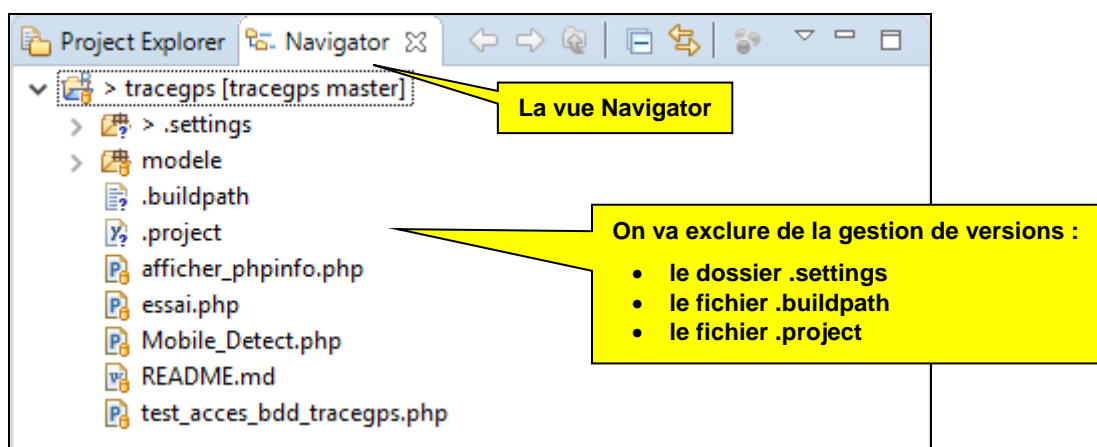 Project Explorer Navigator
> tracegps [tracegps master]
La vue Navigator
> .settings
modele
.buildpath
.project
On va exclure de la gestion de versions :
• le dossier .settings
• le fichier .buildpath
• le fichier .project
afficher_phpinfo.php
essai.php
Mobile_Detect.php
README.md
test_acces_bdd_tracegps.php